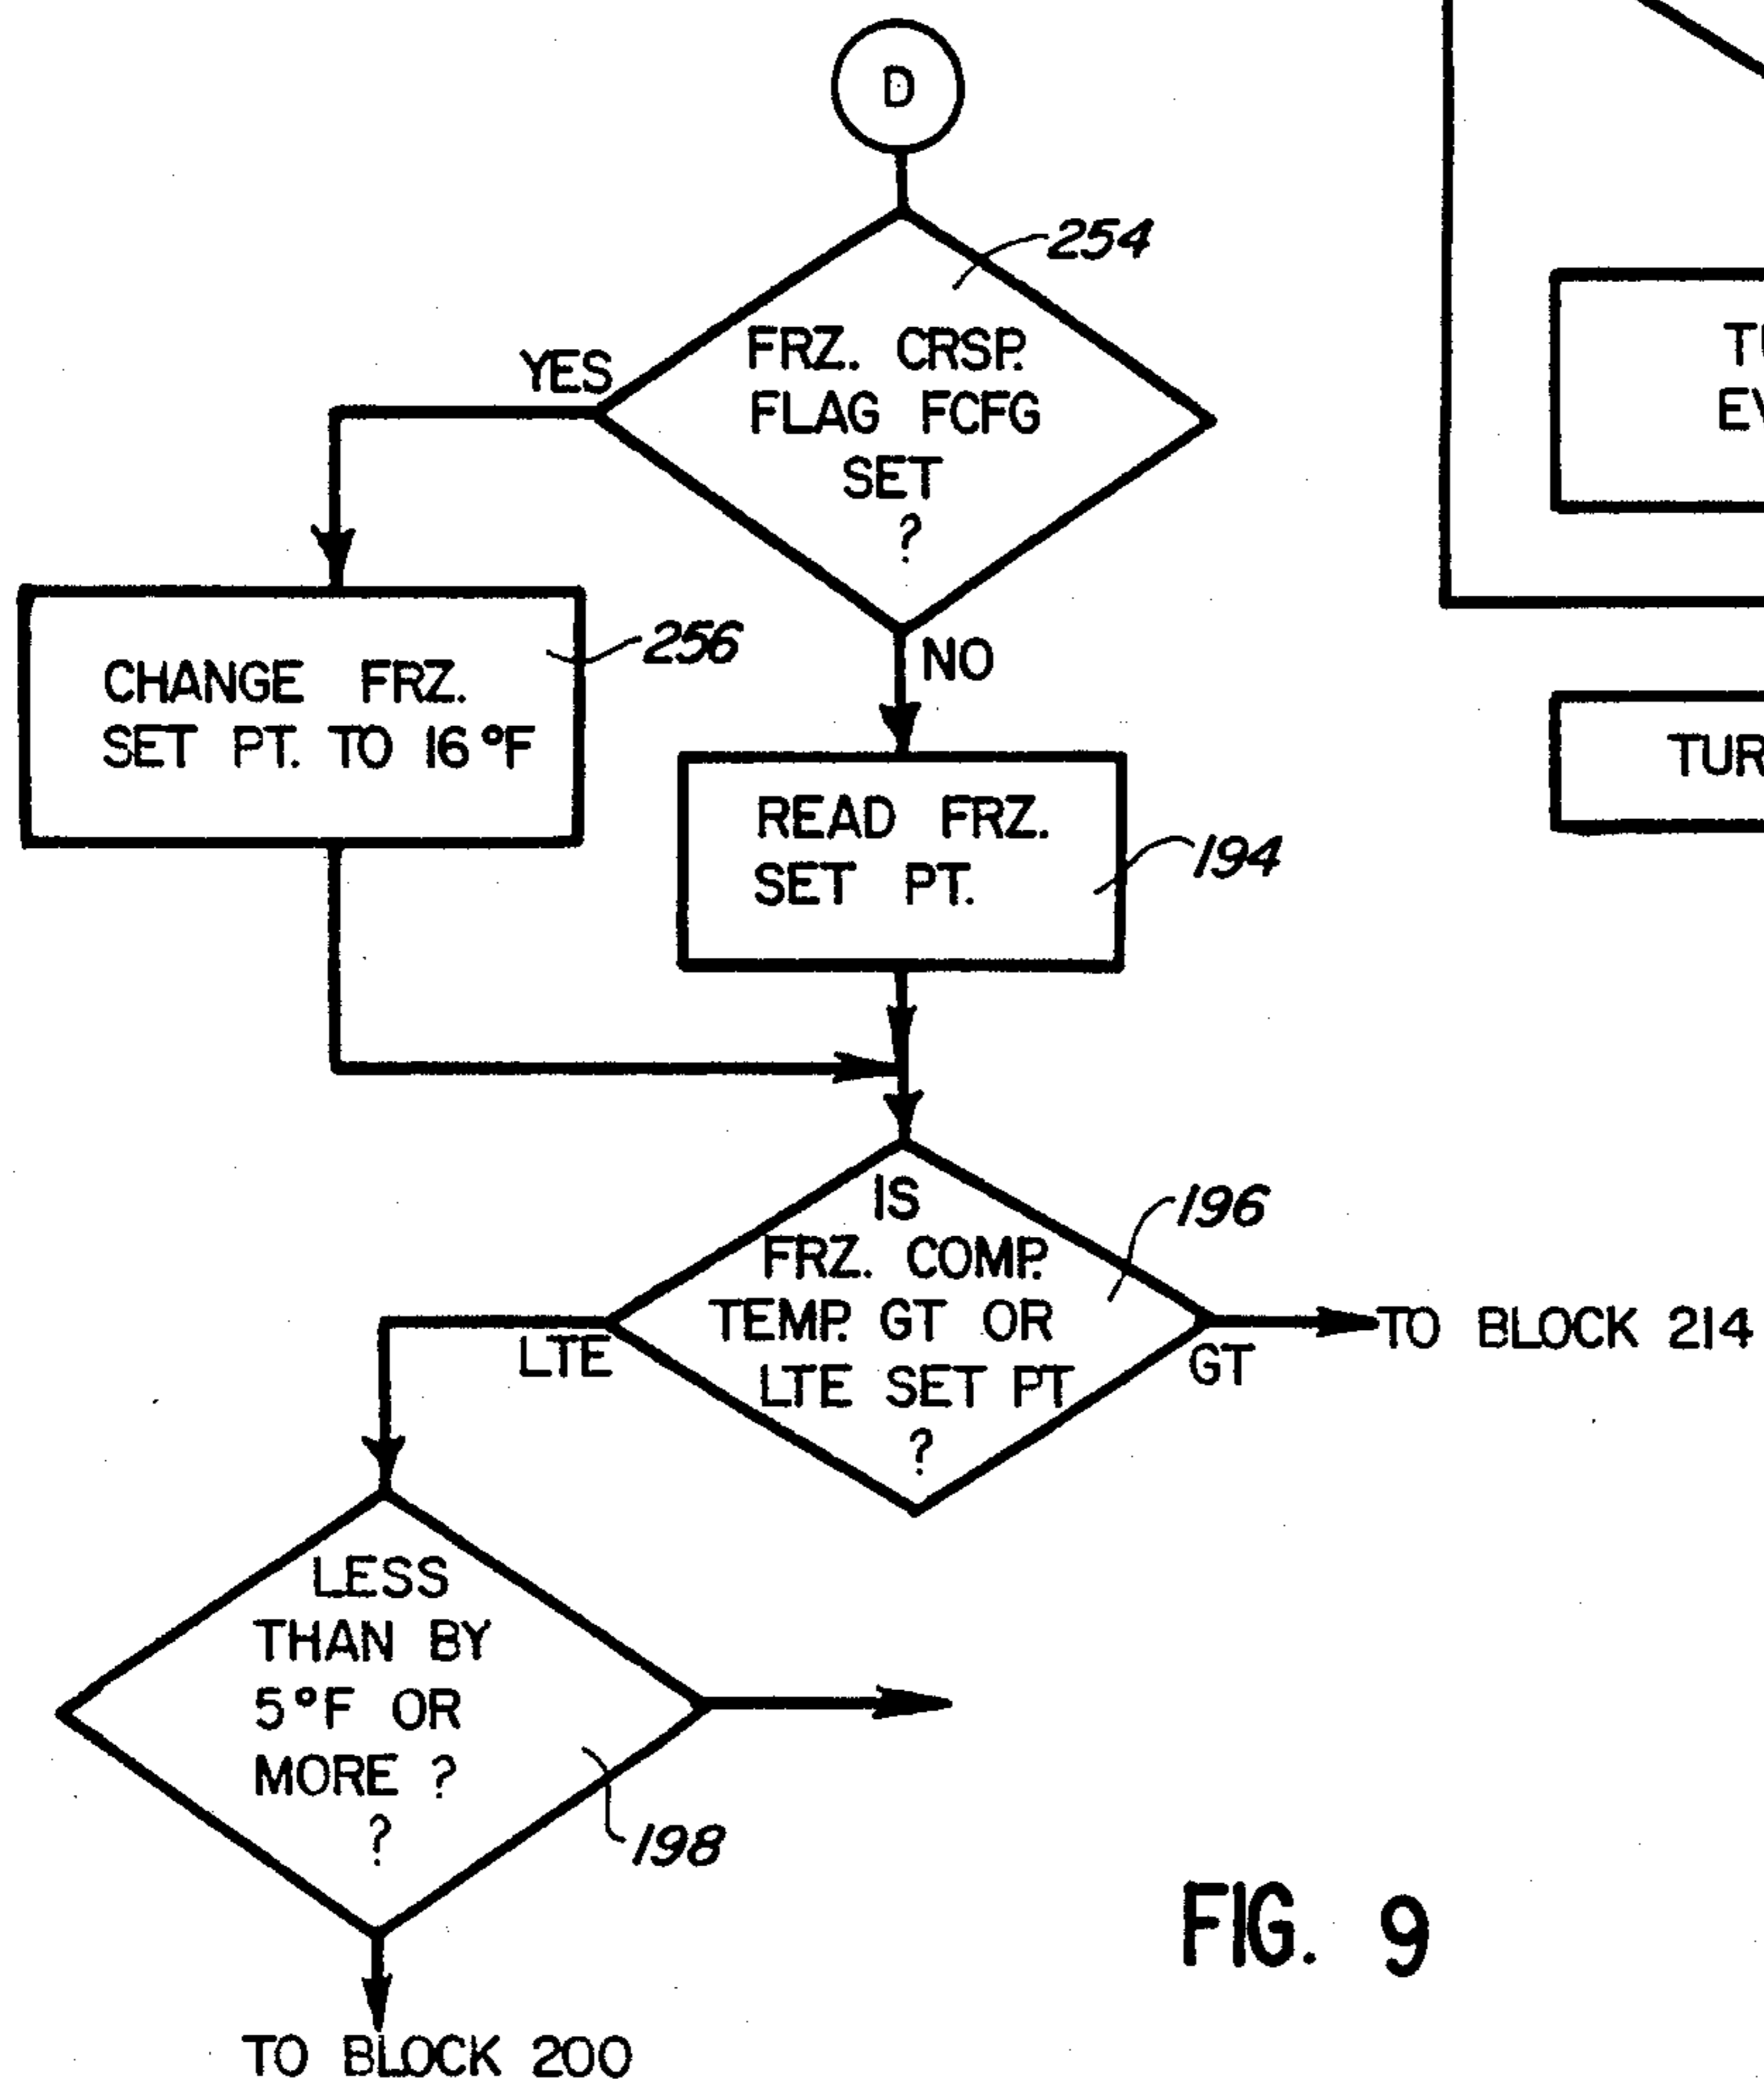 D
254
FRZ. CRSP.
FLAG FCFG
SET
?
YES
NO
256
CHANGE FRZ.
SET PT. TO 16°F
READ FRZ.
SET PT.
194
IS
FRZ. COMP.
TEMP. GT OR
LTE SET PT
?
196
LTE
GT
TO BLOCK 214
LESS
THAN BY
5°F OR
MORE ?
?
198
TO BLOCK 200
FIG. 9